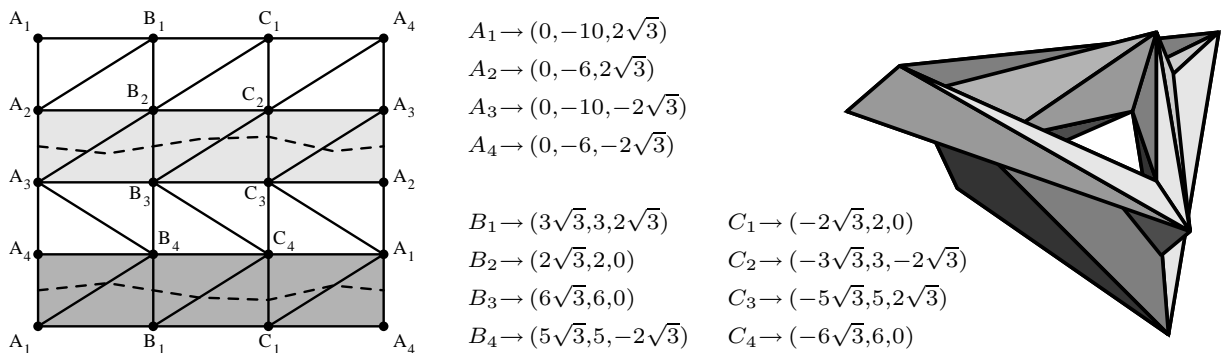 A₁ B₁ C₁ A₄
A₂ B₂ C₂ A₃
A₃ B₃ C₃ A₂
A₄ B₄ C₄ A₁
A₁ B₁ C₁ A₄
A₁→(0,−10,2√3)
A₂→(0,−6,2√3)
A₃→(0,−10,−2√3)
A₄→(0,−6,−2√3)
B₁→(3√3,3,2√3)
B₂→(2√3,2,0)
B₃→(6√3,6,0)
B₄→(5√3,5,−2√3)
C₁→(−2√3,2,0)
C₂→(−3√3,3,−2√3)
C₃→(−5√3,5,2√3)
C₄→(−6√3,6,0)